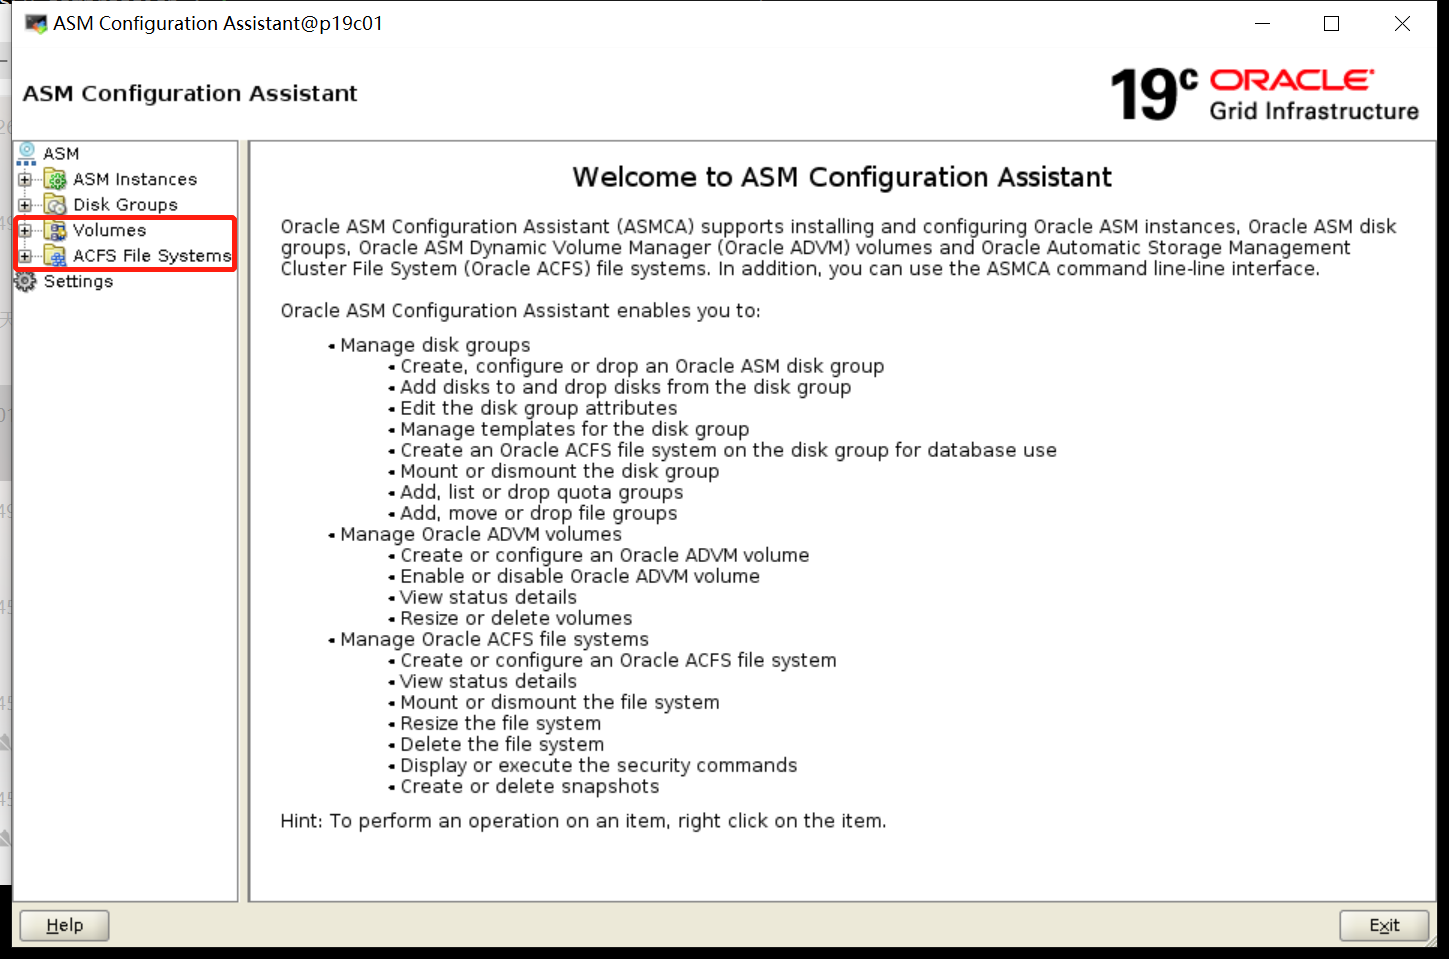 ASM Configuration Assistant@p19c01
ASM Configuration Assistant
19c ORACLE
Grid Infrastructure
ASM
ASM Instances
Disk Groups
Volumes
ACFS File Systems
Settings
Welcome to ASM Configuration Assistant
Oracle ASM Configuration Assistant (ASMCA) supports installing and configuring Oracle ASM instances, Oracle ASM disk
groups, Oracle ASM Dynamic Volume Manager (Oracle ADVM) volumes and Oracle Automatic Storage Management
Cluster File System (Oracle ACFS) file systems. In addition, you can use the ASMCA command line-line interface.
Oracle ASM Configuration Assistant enables you to:
• Manage disk groups
• Create, configure or drop an Oracle ASM disk group
• Add disks to and drop disks from the disk group
• Edit the disk group attributes
• Manage templates for the disk group
• Create an Oracle ACFS file system on the disk group for database use
• Mount or dismount the disk group
• Add, list or drop quota groups
• Add, move or drop file groups
• Manage Oracle ADVM volumes
• Create or configure an Oracle ADVM volume
• Enable or disable Oracle ADVM volume
• View status details
• Resize or delete volumes
• Manage Oracle ACFS file systems
• Create or configure an Oracle ACFS file system
• View status details
• Mount or dismount the file system
• Resize the file system
• Delete the file system
• Display or execute the security commands
• Create or delete snapshots
Hint: To perform an operation on an item, right click on the item.
Help
Exit